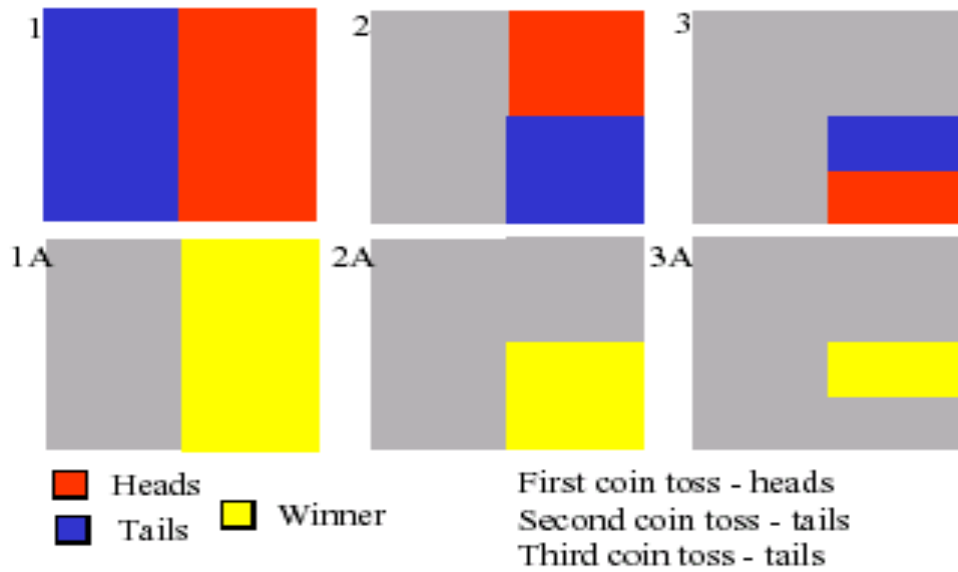 1
2
3
1A
2A
3A
Heads
Tails
Winner
First coin toss - heads
Second coin toss - tails
Third coin toss - tails